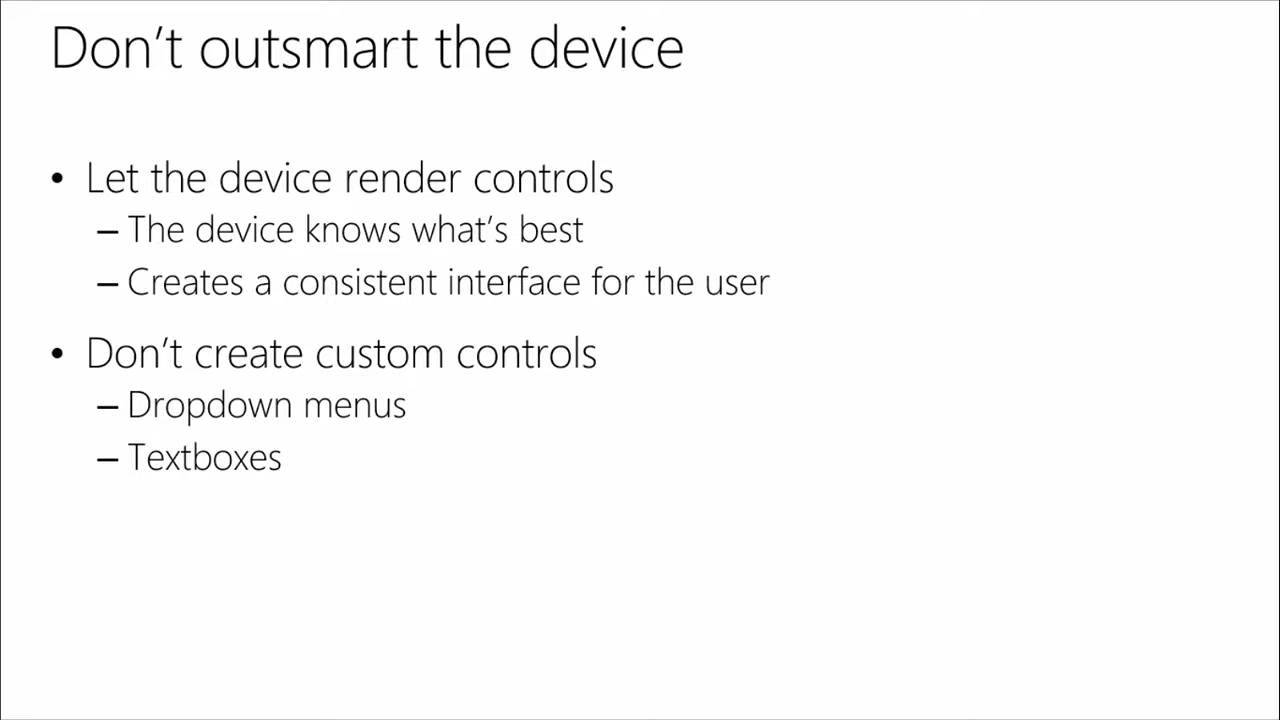 Don't outsmart the device
• Let the device render controls
– The device knows what's best
– Creates a consistent interface for the user
• Don't create custom controls
– Dropdown menus
– Textboxes